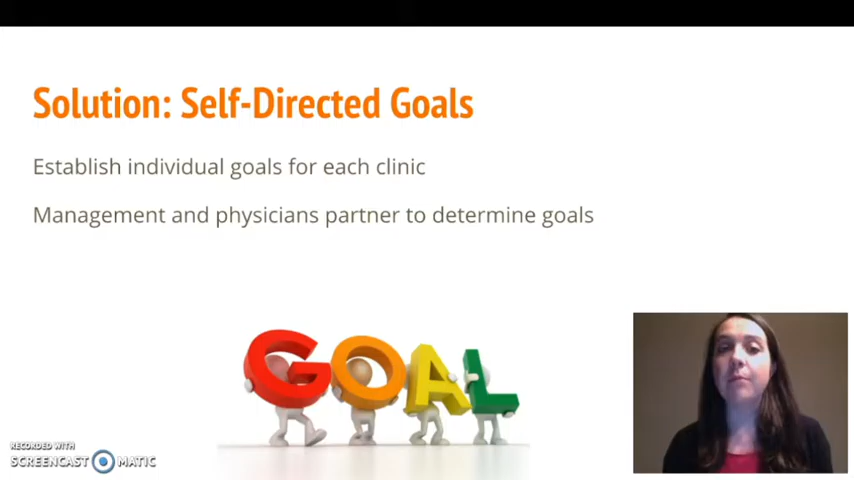 Solution: Self-Directed Goals
Establish individual goals for each clinic
Management and physicians partner to determine goals
GOAL
RECORDED WITH
SCREENCAST MATIC